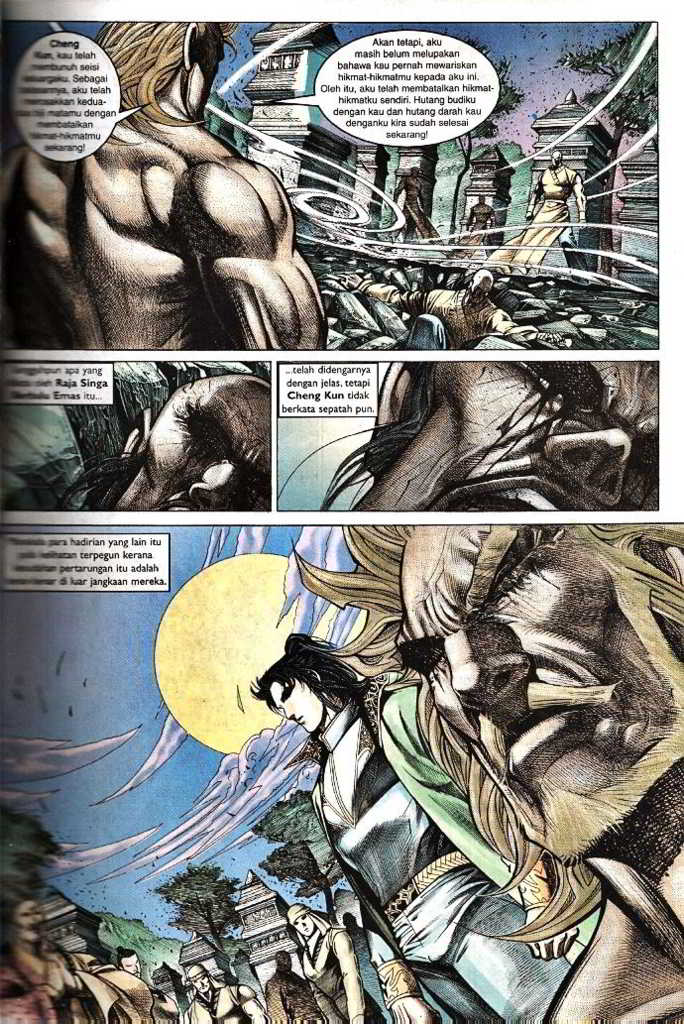 Cheng
Kun, kau telah
membunuh seisi
keluargaku. Sebagai
aku telah
merosakkan kedua-
matamu dengan
membatalkan
hikmat-hikmatmu
sekarang!
Akan tetapi, aku
masih belum melupakan
bahawa kau pernah mewariskan
hikmat-hikmatmu kepada aku ini.
Oleh itu, aku telah membatalkan hikmat-
hikmatku sendiri. Hutang budiku
dengan kau dan hutang darah kau
denganku kira sudah selesai
sekarang!
apa yang
oleh Raja Singa
Berbulu Emas itu...
...telah didengarnya
dengan jelas, tetapi
Cheng Kun tidak
berkata sepatah pun.
para hadirian yang lain itu
kelihatan terpegun kerana
pertarungan itu adalah
di luar jangkaan mereka.